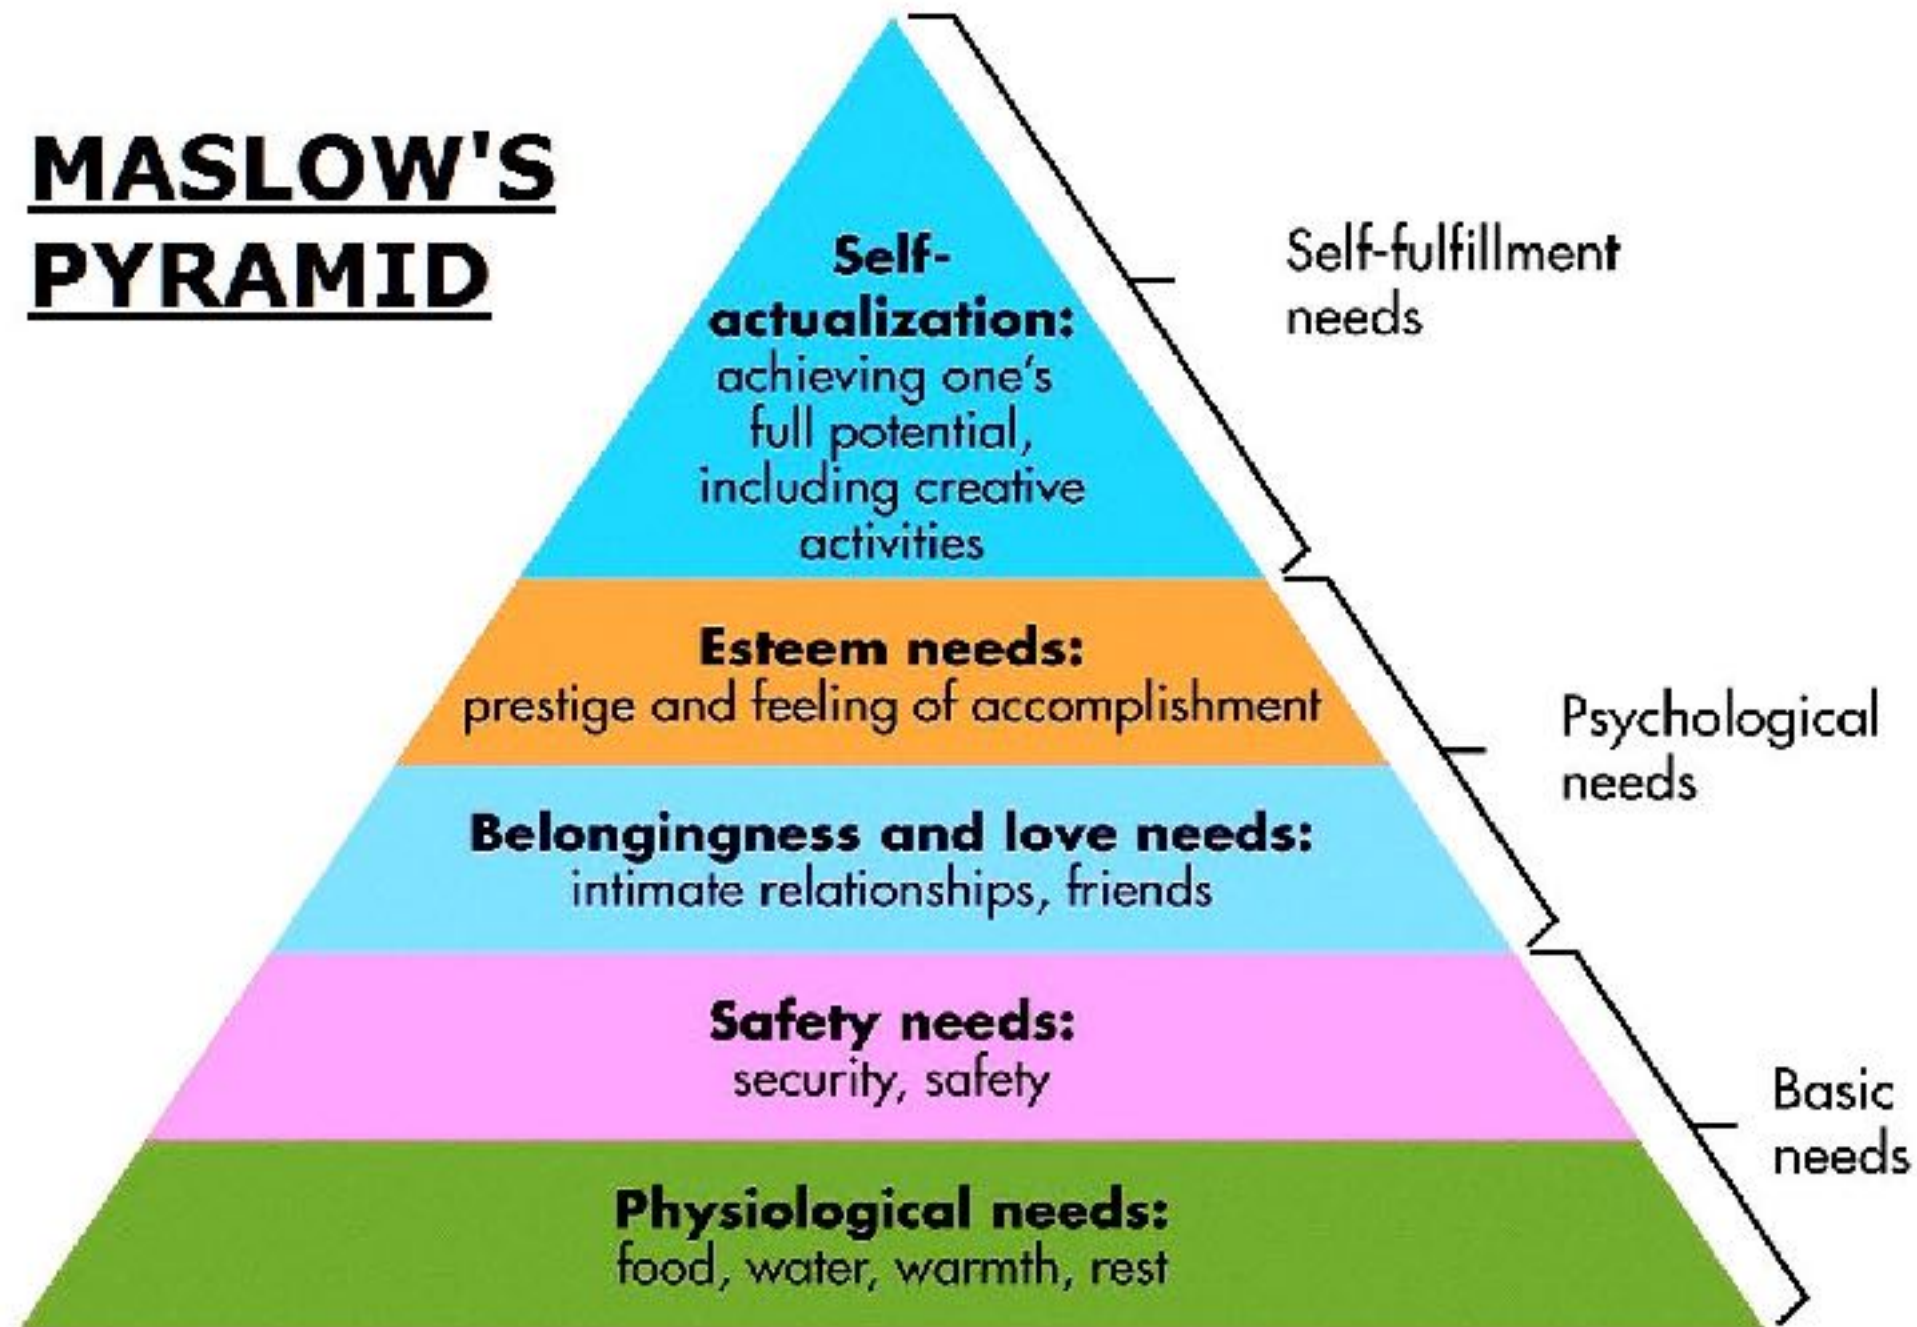 MASLOW'S
PYRAMID
Self-
actualization:
achieving one's
full potential,
including creative
activities
Self-fulfillment
needs
Esteem needs:
prestige and feeling of accomplishment
Psychological
needs
Belongingness and love needs:
intimate relationships, friends
Safety needs:
security, safety
Basic
needs
Physiological needs:
food, water, warmth, rest